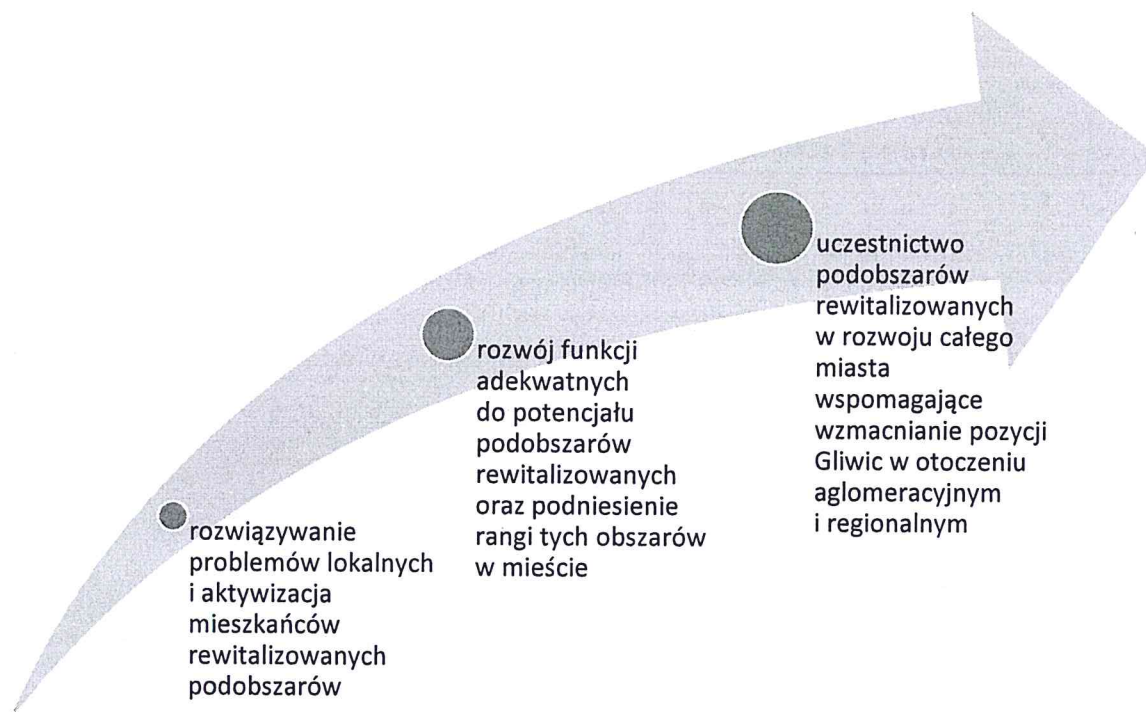 rozwiązywanie
problemów lokalnych
i aktywizacja
mieszkańców
rewitalizowanych
podobszarów
rozwój funkcji
adekwatnych
do potencjału
podobszarów
rewitalizowanych
oraz podniesienie
rangi tych obszarów
w mieście
uczestnictwo
podobszarów
rewitalizowanych
w rozwoju całego
miasta
wspomagające
wzmacnianie pozycji
Gliwic w otoczeniu
aglomeracyjnym
i regionalnym